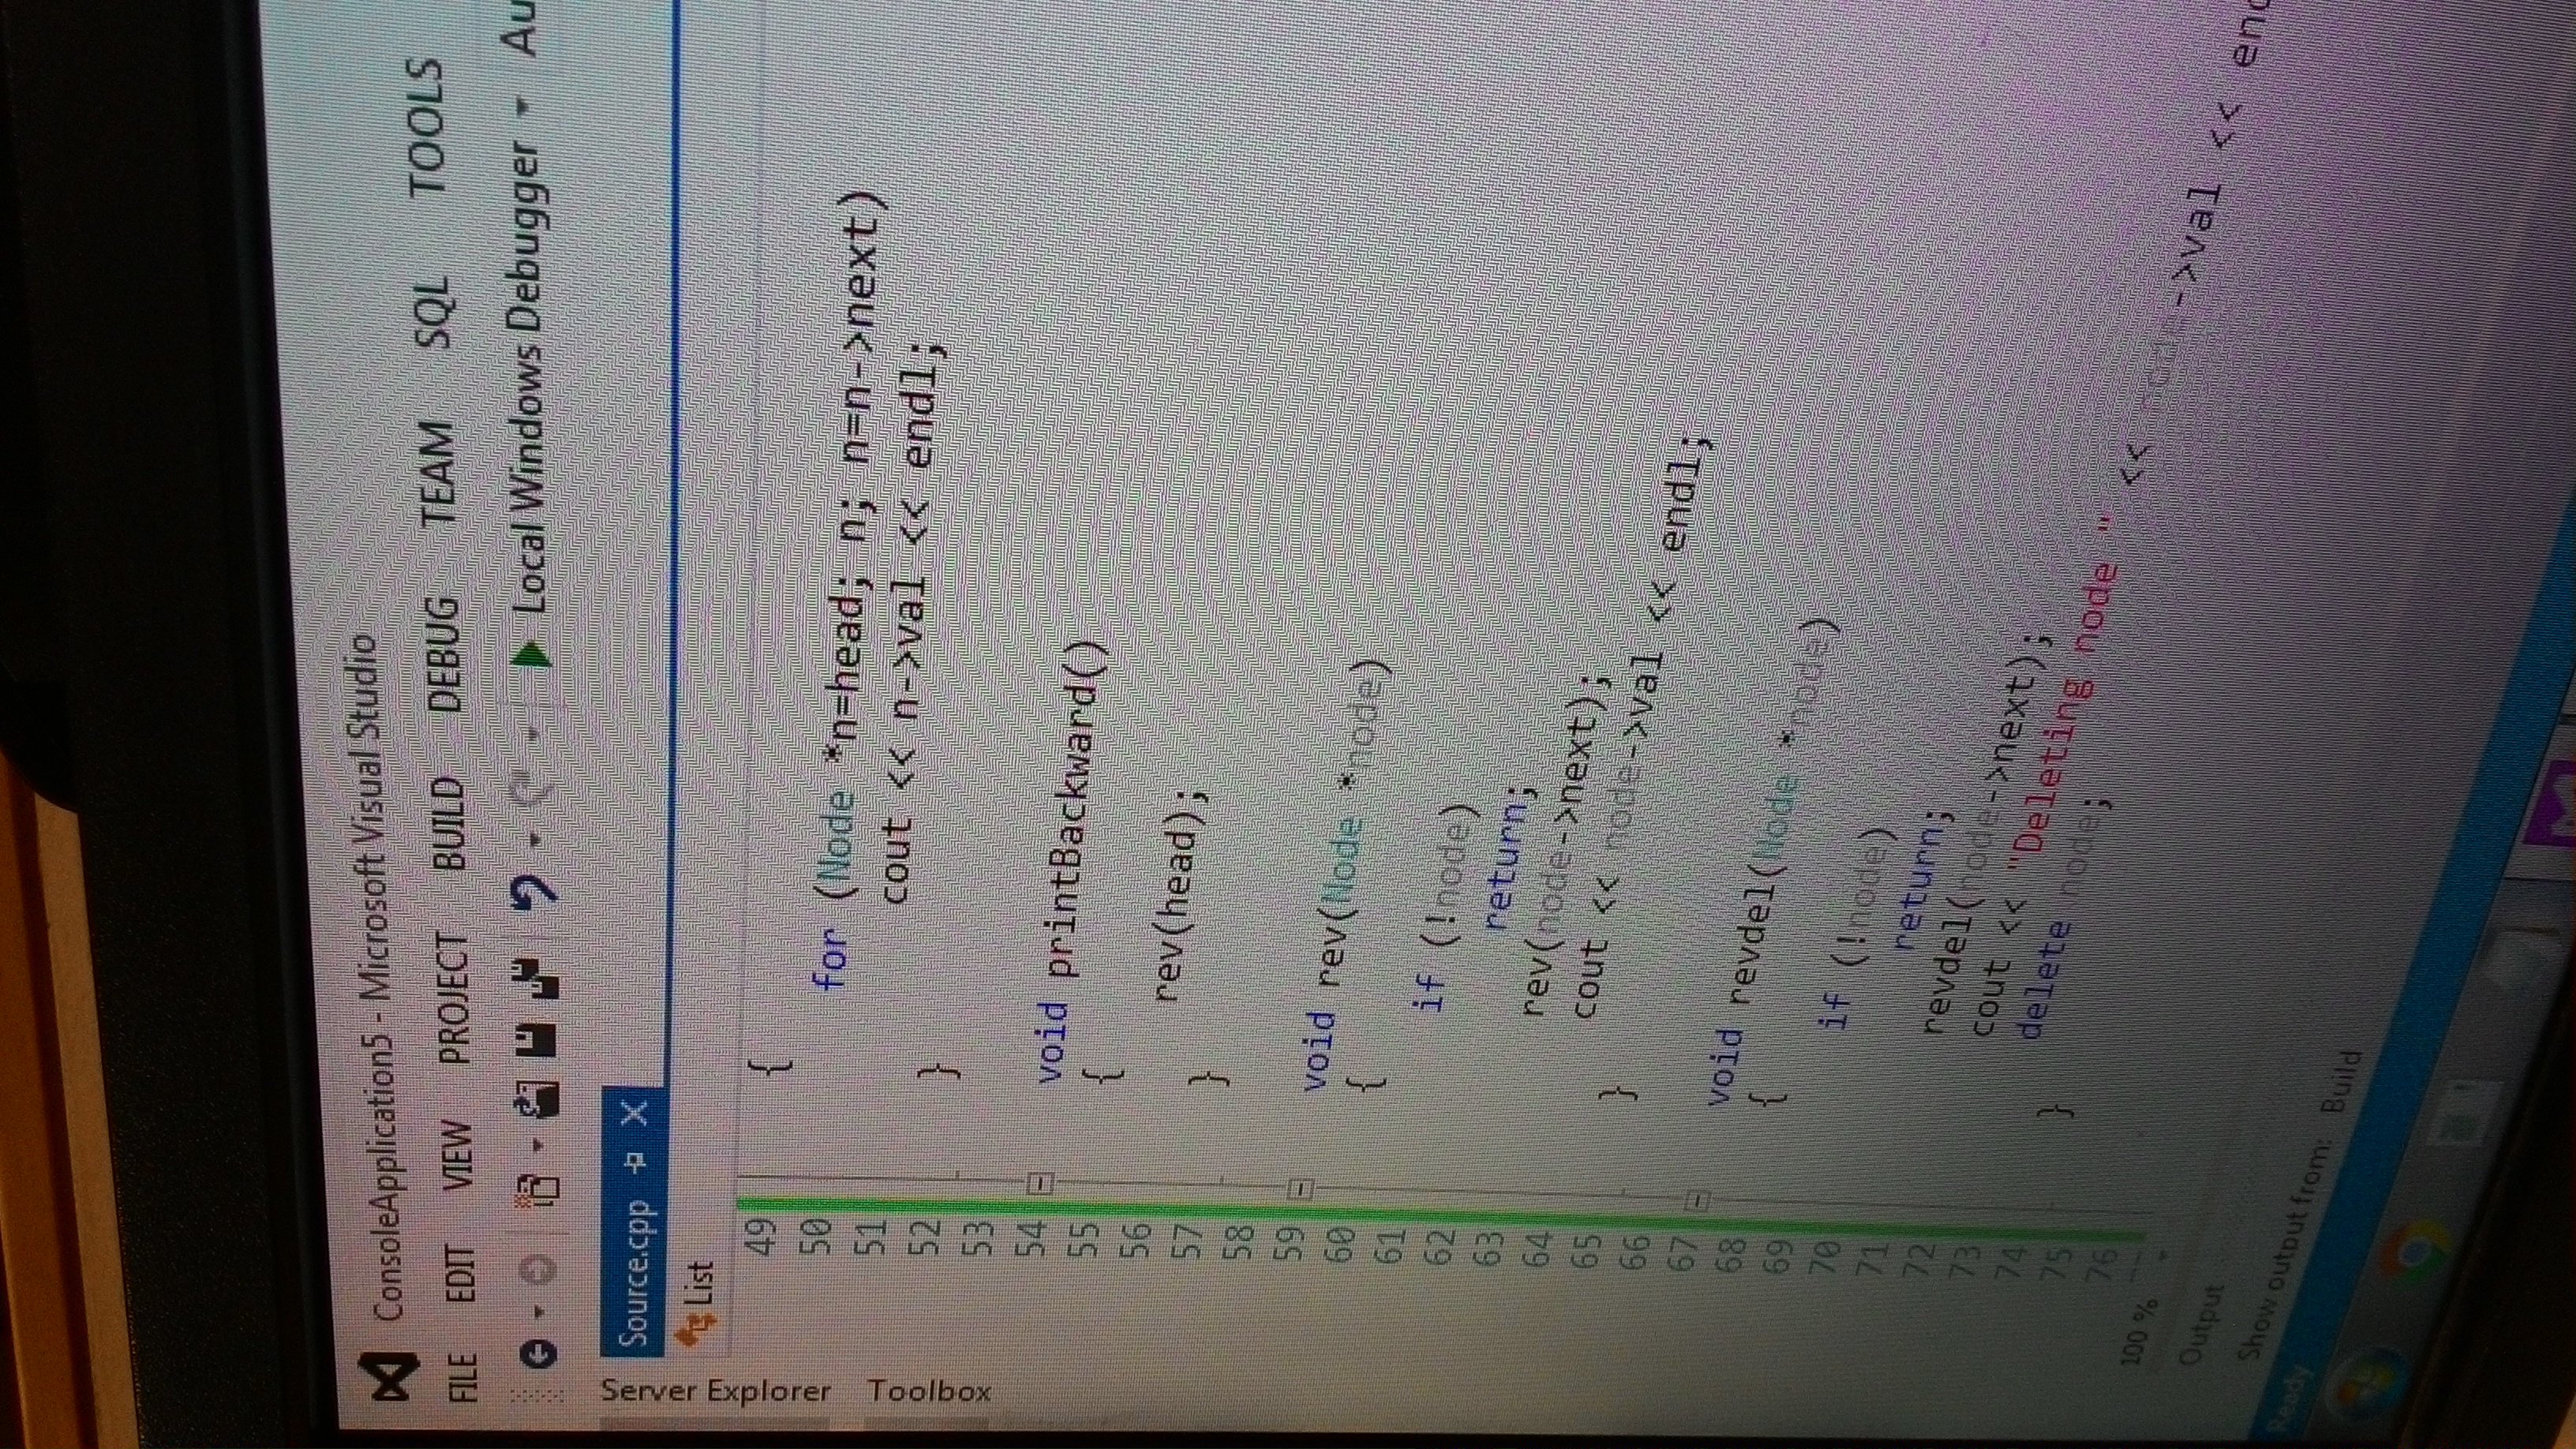 ConsoleApplication5 - Microsoft Visual Studio
FILE EDIT VIEW PROJECT BUILD DEBUG TEAM SQL TOOLS
Local Windows Debugger Au
Server Explorer Toolbox
Source.cpp
List
49 {
50 for (Node *n=head; n; n=n->next)
51 cout << n->val << endl;
52 }
53
54 void printBackward()
55 {
56 rev(head);
57 }
58
59 void rev(Node *node)
60 {
61 if (!node)
62 return;
63 rev(node->next);
64 cout << node->val << endl;
65 }
66
67 void revdel(Node *node)
68 {
69 if (!node)
70 return;
71 revdel(node->next);
72 cout << "Deleting node " << node->val << end
73 delete node;
74 }
75
76
100 %
Output
Show output from: Build
Ready